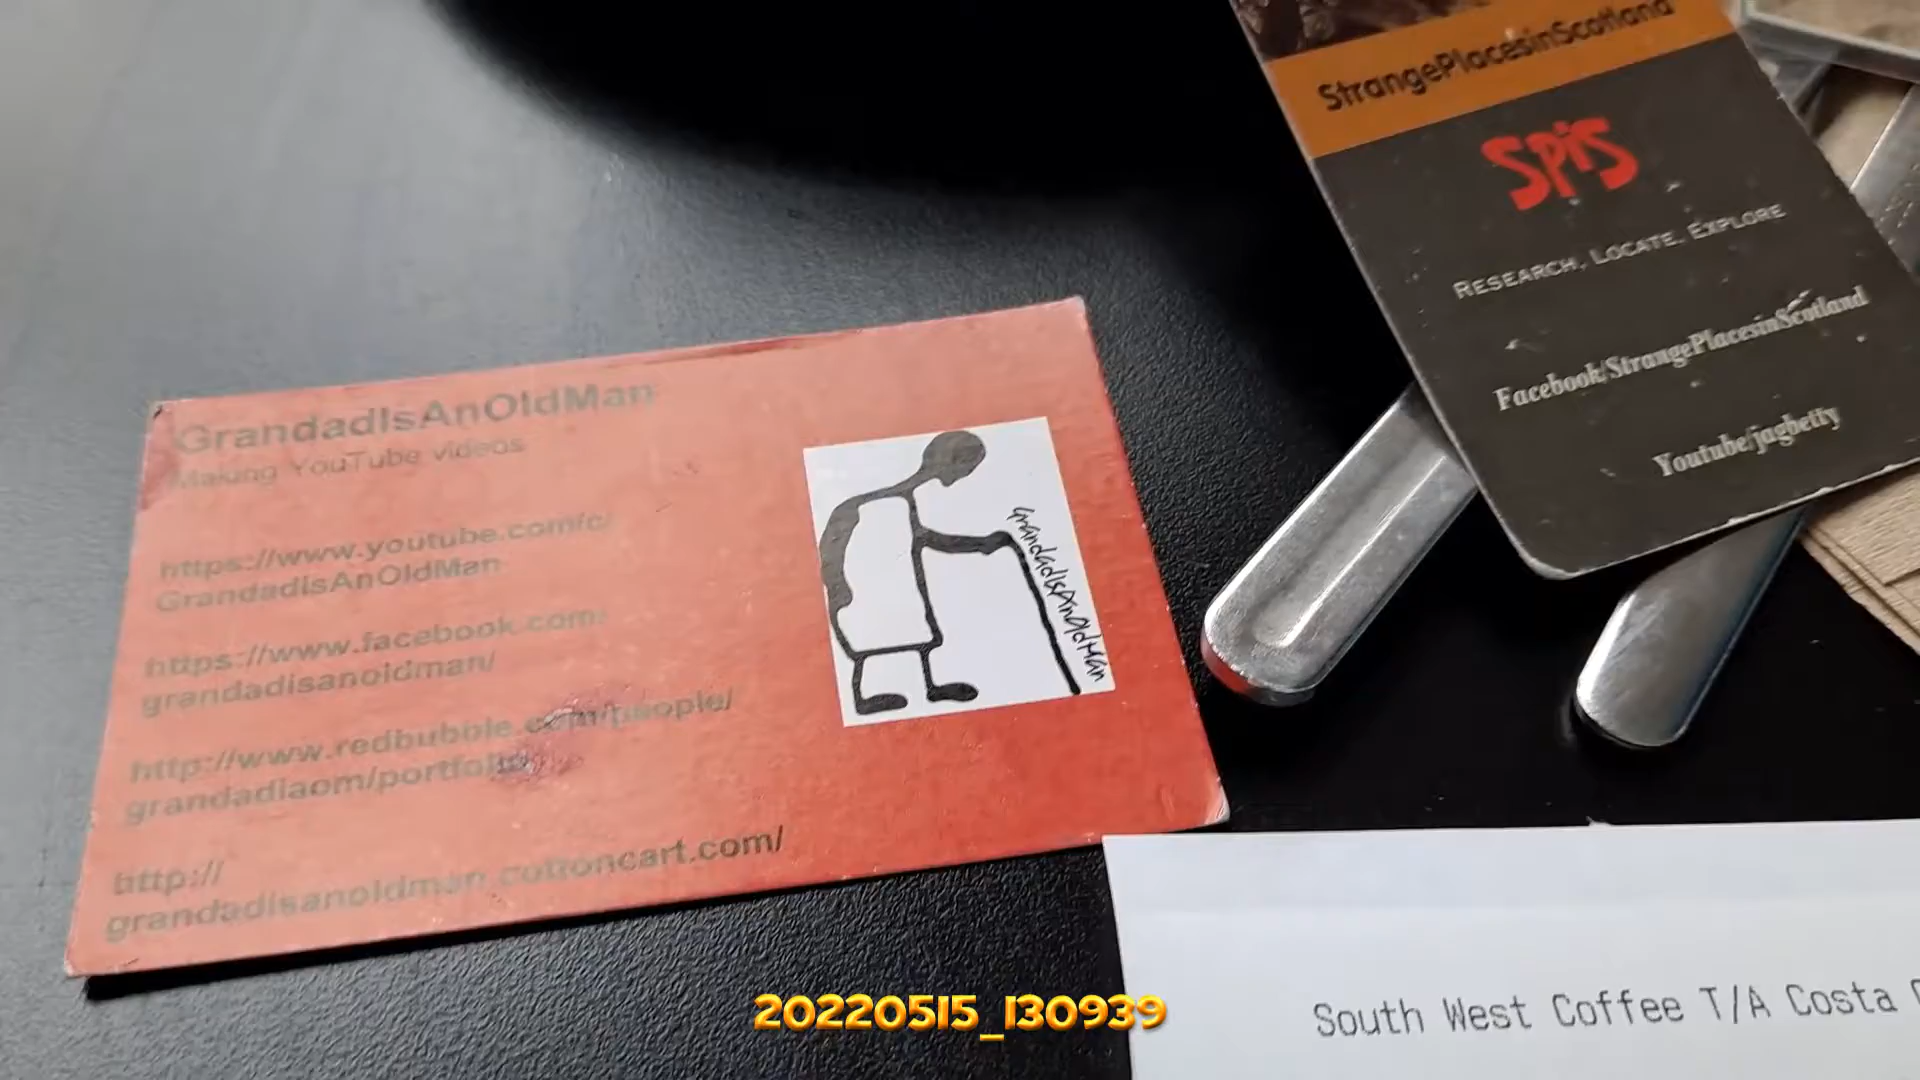 GrandadIsAnOldMan
Making YouTube videos
https://www.youtube.com/c/
GrandadIsAnOldMan
https://www.facebook.com/
grandadisanoldman/
http://www.redbubble.com/people/
grandadiaom/portfolio
http://
grandadisanoldman.cottoncart.com/
GrandadIsAnOldMan
StrangePlacesinScotland
SPiS
RESEARCH, LOCATE, EXPLORE
Facebook/StrangePlacesinScotland
Youtube/jagbetty
South West Coffee T/A Costa
20220515_130939